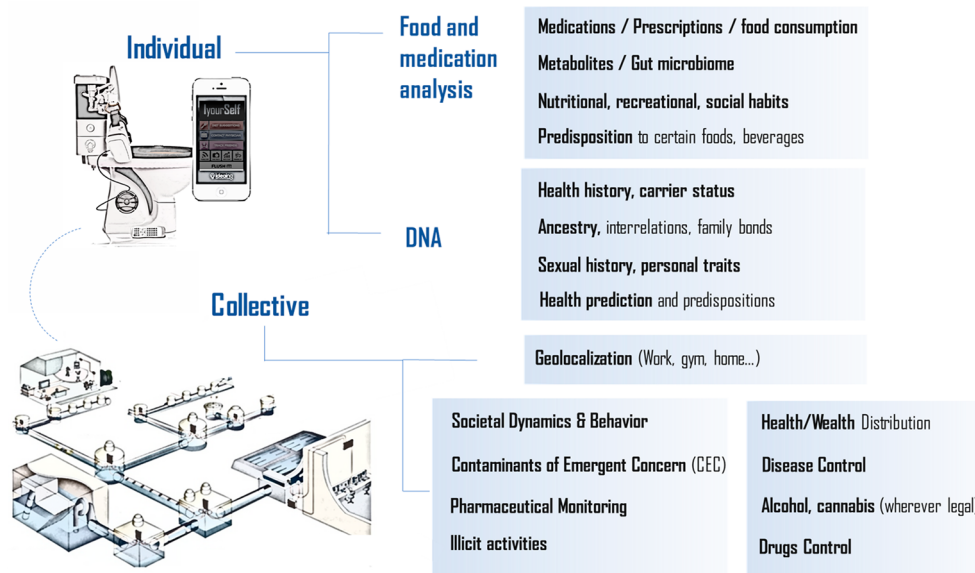 Individual
Food and
medication
analysis
Medications / Prescriptions / food consumption
Metabolites / Gut microbiome
Nutritional, recreational, social habits
Predisposition to certain foods, beverages
IyourSelf
FLUSH IT!
DNA
Health history, carrier status
Ancestry, interrelations, family bonds
Sexual history, personal traits
Health prediction and predispositions
Collective
Geolocalization (Work, gym, home...)
Societal Dynamics & Behavior
Contaminants of Emergent Concern (CEC)
Pharmaceutical Monitoring
Illicit activities
Health/Wealth Distribution
Disease Control
Alcohol, cannabis (wherever legal
Drugs Control